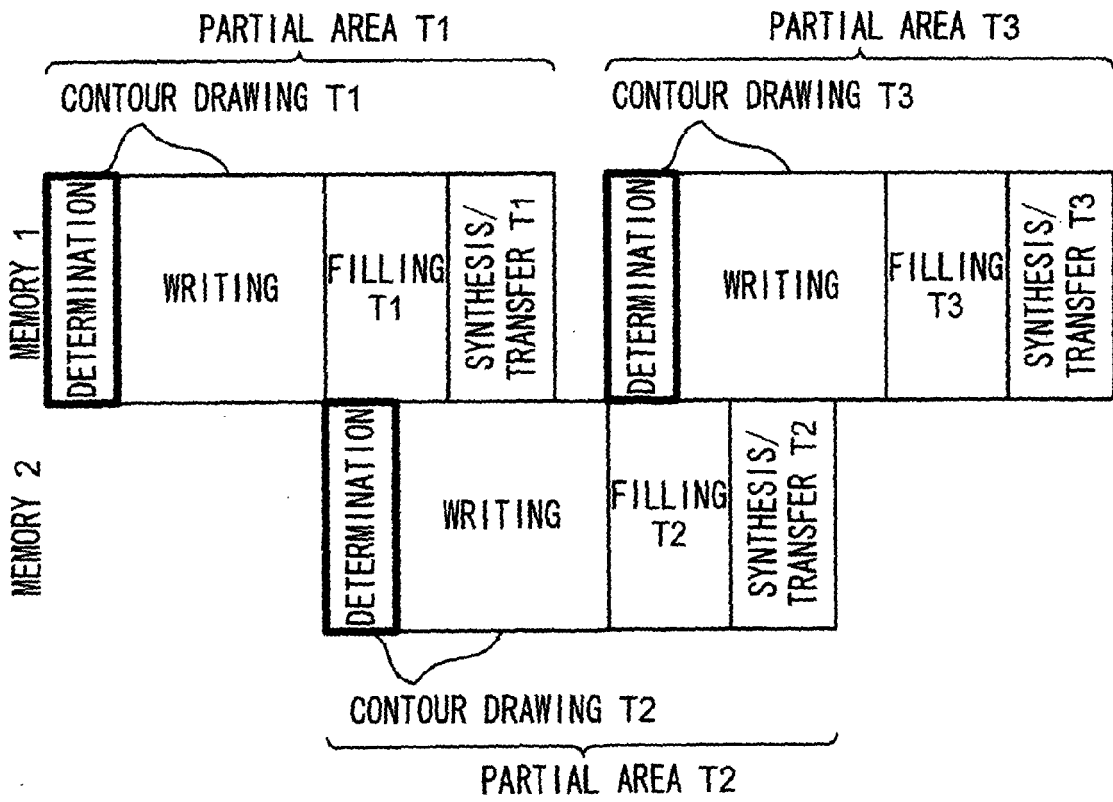 PARTIAL AREA T1
PARTIAL AREA T3
CONTOUR DRAWING T1
CONTOUR DRAWING T3
MEMORY 1
DETERMINATION
WRITING
FILLING
T1
SYNTHESIS/
TRANSFER T1
DETERMINATION
WRITING
FILLING
T3
SYNTHESIS/
TRANSFER T3
MEMORY 2
DETERMINATION
WRITING
FILLING
T2
SYNTHESIS/
TRANSFER T2
CONTOUR DRAWING T2
PARTIAL AREA T2